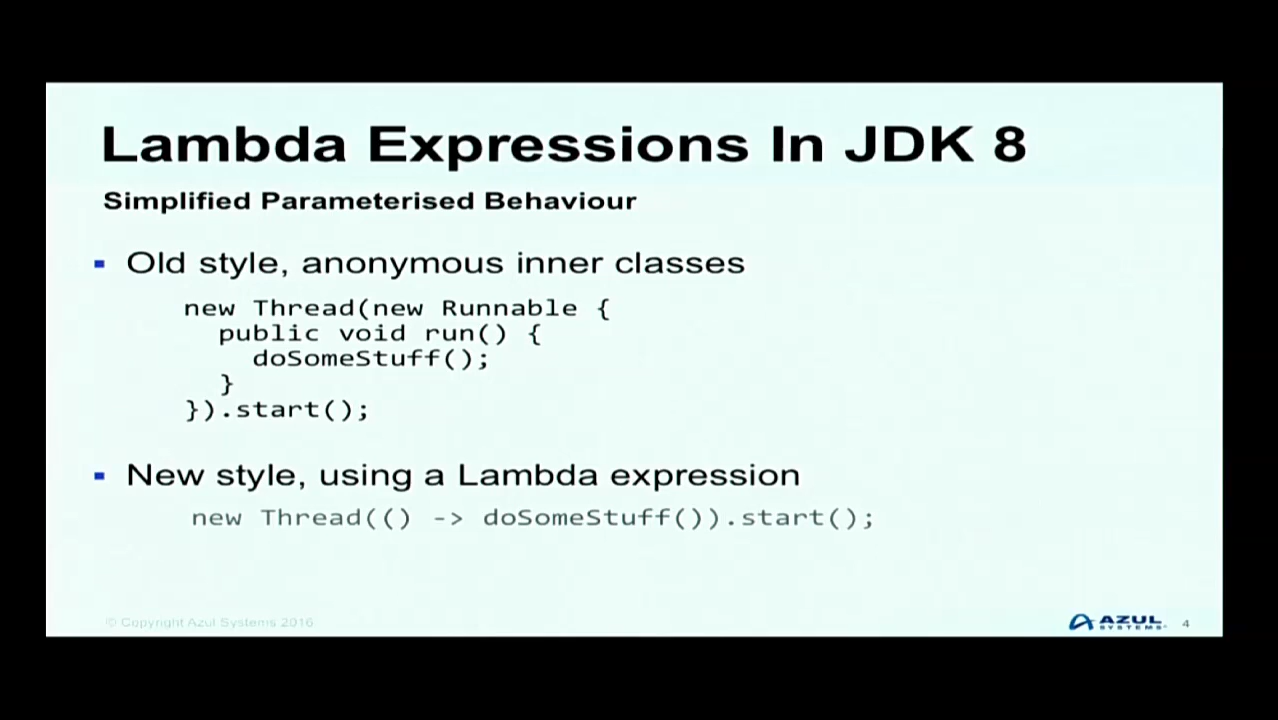 Lambda Expressions In JDK 8
Simplified Parameterised Behaviour
▪ Old style, anonymous inner classes
new Thread(new Runnable {
  public void run() {
    doSomeStuff();
  }
}).start();
▪ New style, using a Lambda expression
new Thread(() -> doSomeStuff()).start();
© Copyright Azul Systems 2016
AZUL
SYSTEMS
4